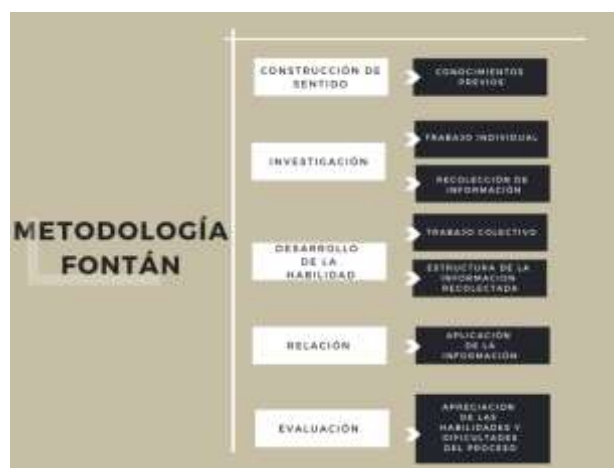 METODOLOGÍA
FONTÁN
CONSTRUCCIÓN DE
SENTIDO
CONOCIMIENTOS
PREVIOS
INVESTIGACIÓN
TRABAJO INDIVIDUAL
RECOLECCIÓN DE
INFORMACIÓN
DESARROLLO
DE LA
HABILIDAD
TRABAJO COLECTIVO
ESTRUCTURA DE LA
INFORMACIÓN
RECOLECTADA
RELACIÓN
APLICACIÓN
DE LA
INFORMACIÓN
EVALUACIÓN
APRECIACIÓN
DE LAS
HABILIDADES Y
DIFICULTADES
DEL PROCESO